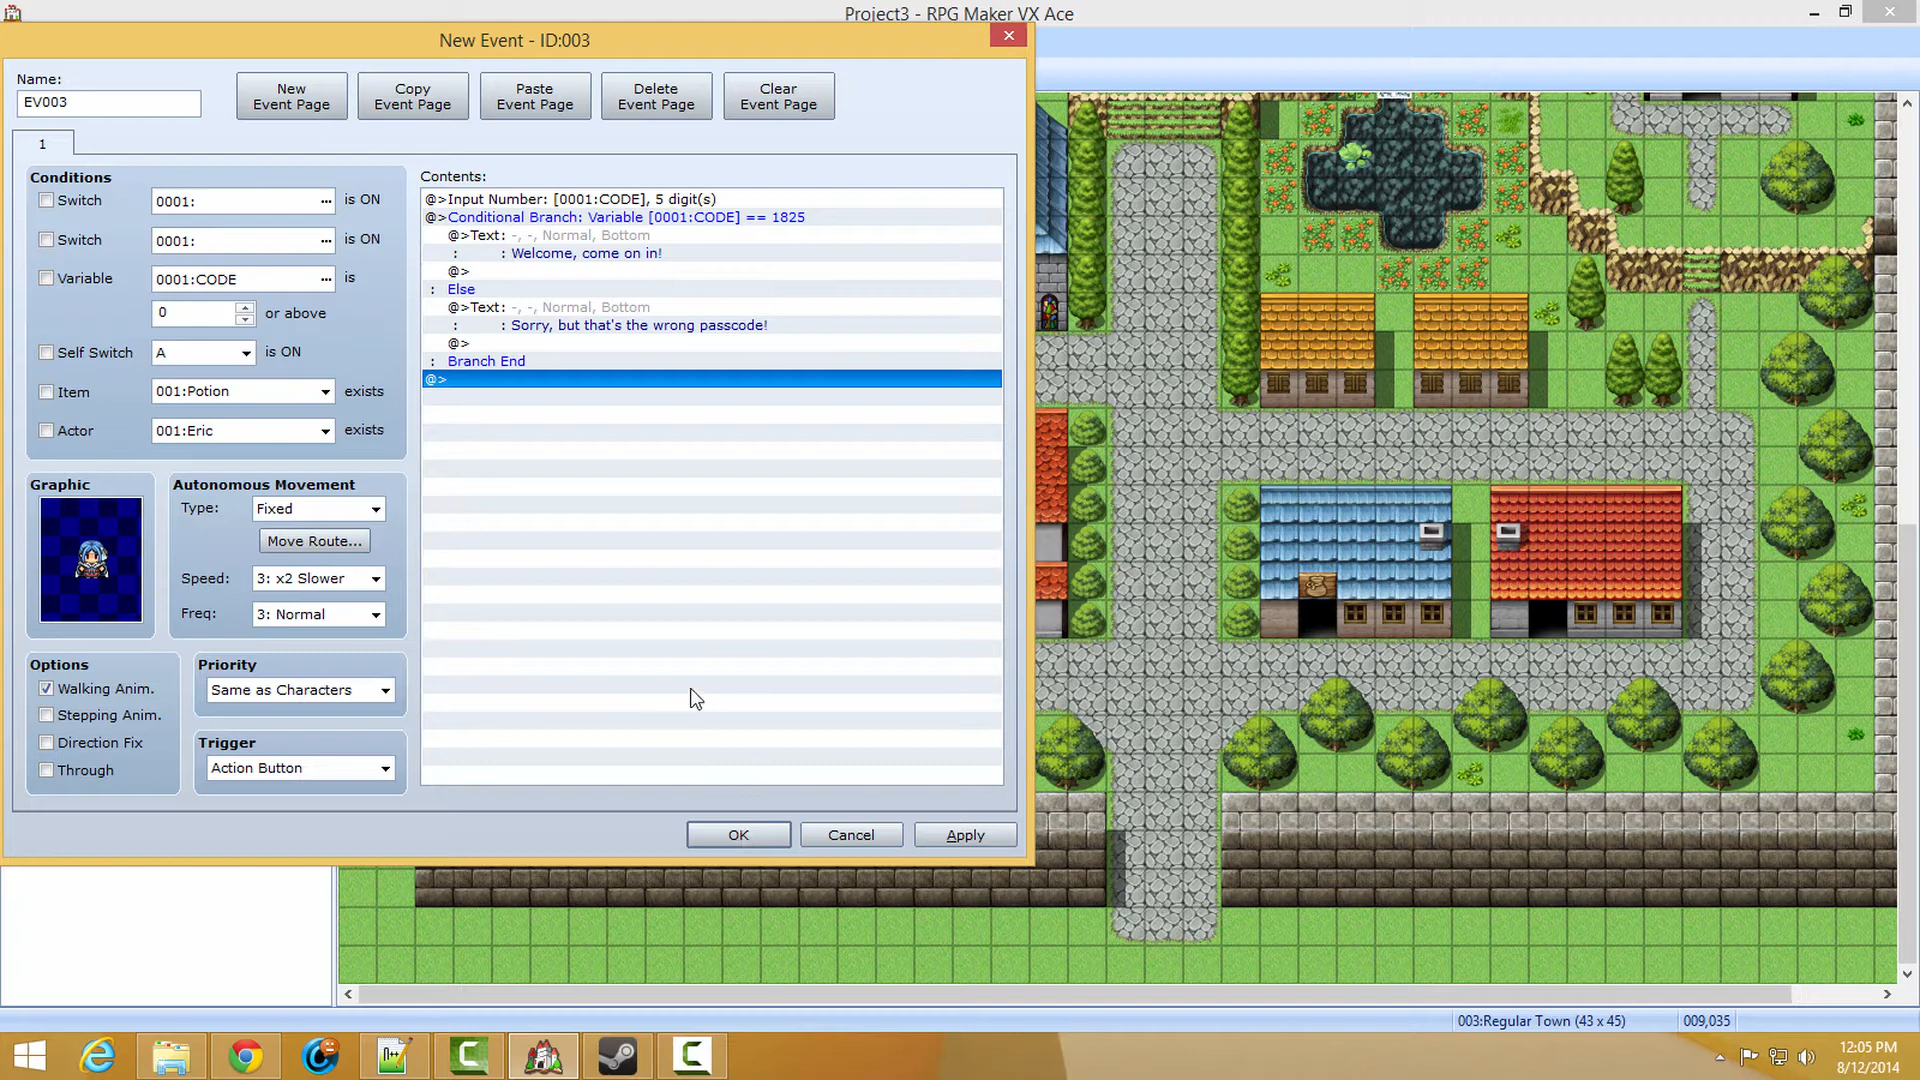 Project3 - RPG Maker VX Ace
New Event - ID:003
Name:
EV003
New
Event Page
Copy
Event Page
Paste
Event Page
Delete
Event Page
Clear
Event Page
1
Conditions
Switch 0001: is ON
Switch 0001: is ON
Variable 0001:CODE is
0 or above
Self Switch A is ON
Item 001:Potion exists
Actor 001:Eric exists
Graphic
Autonomous Movement
Type: Fixed
Move Route...
Speed: 3: x2 Slower
Freq: 3: Normal
Options
Walking Anim.
Stepping Anim.
Direction Fix
Through
Priority
Same as Characters
Trigger
Action Button
Contents:
@>Input Number: [0001:CODE], 5 digit(s)
@>Conditional Branch: Variable [0001:CODE] == 1825
@>Text: -, -, Normal, Bottom
: : Welcome, come on in!
@>
: Else
@>Text: -, -, Normal, Bottom
: : Sorry, but that's the wrong passcode!
@>
: Branch End
@>
OK
Cancel
Apply
003:Regular Town (43 x 45)
009,035
12:05 PM
8/12/2014